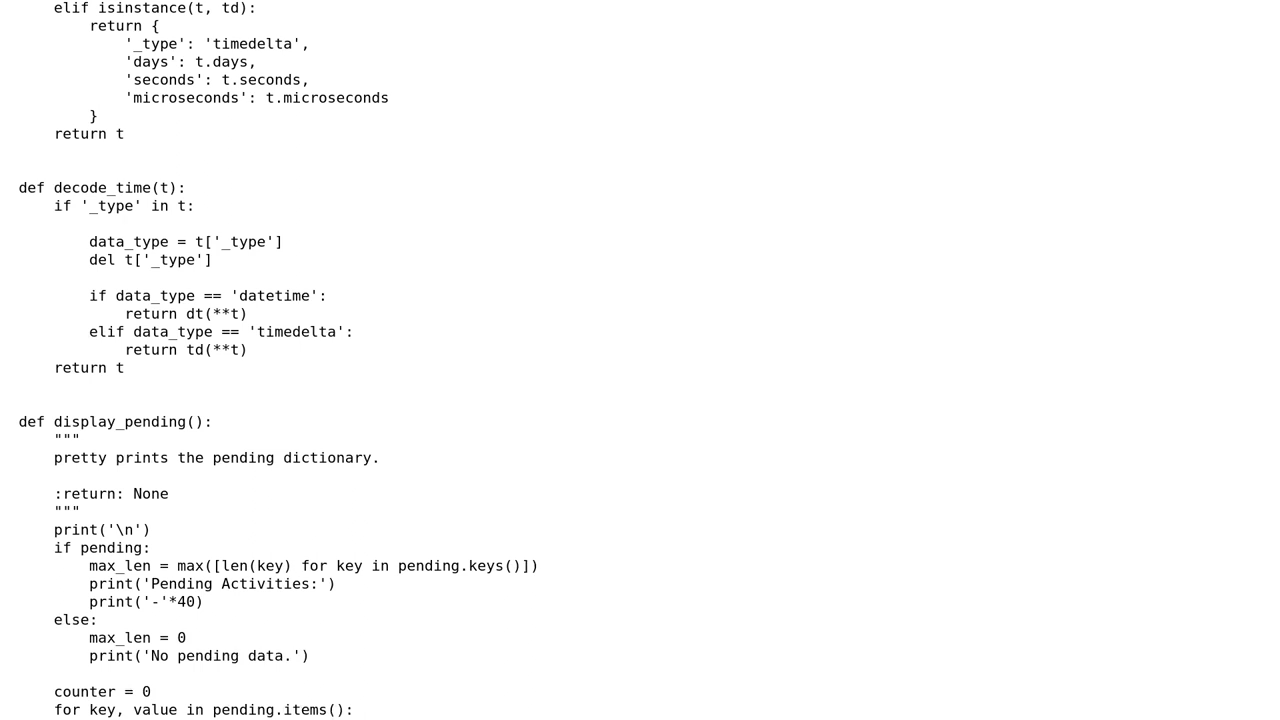 elif isinstance(t, td):
        return {
            '_type': 'timedelta',
            'days': t.days,
            'seconds': t.seconds,
            'microseconds': t.microseconds
        }
    return t


def decode_time(t):
    if '_type' in t:

        data_type = t['_type']
        del t['_type']

        if data_type == 'datetime':
            return dt(**t)
        elif data_type == 'timedelta':
            return td(**t)
    return t


def display_pending():
    """
    pretty prints the pending dictionary.

    :return: None
    """
    print('\n')
    if pending:
        max_len = max([len(key) for key in pending.keys()])
        print('Pending Activities:')
        print('-'*40)
    else:
        max_len = 0
        print('No pending data.')

    counter = 0
    for key, value in pending.items():